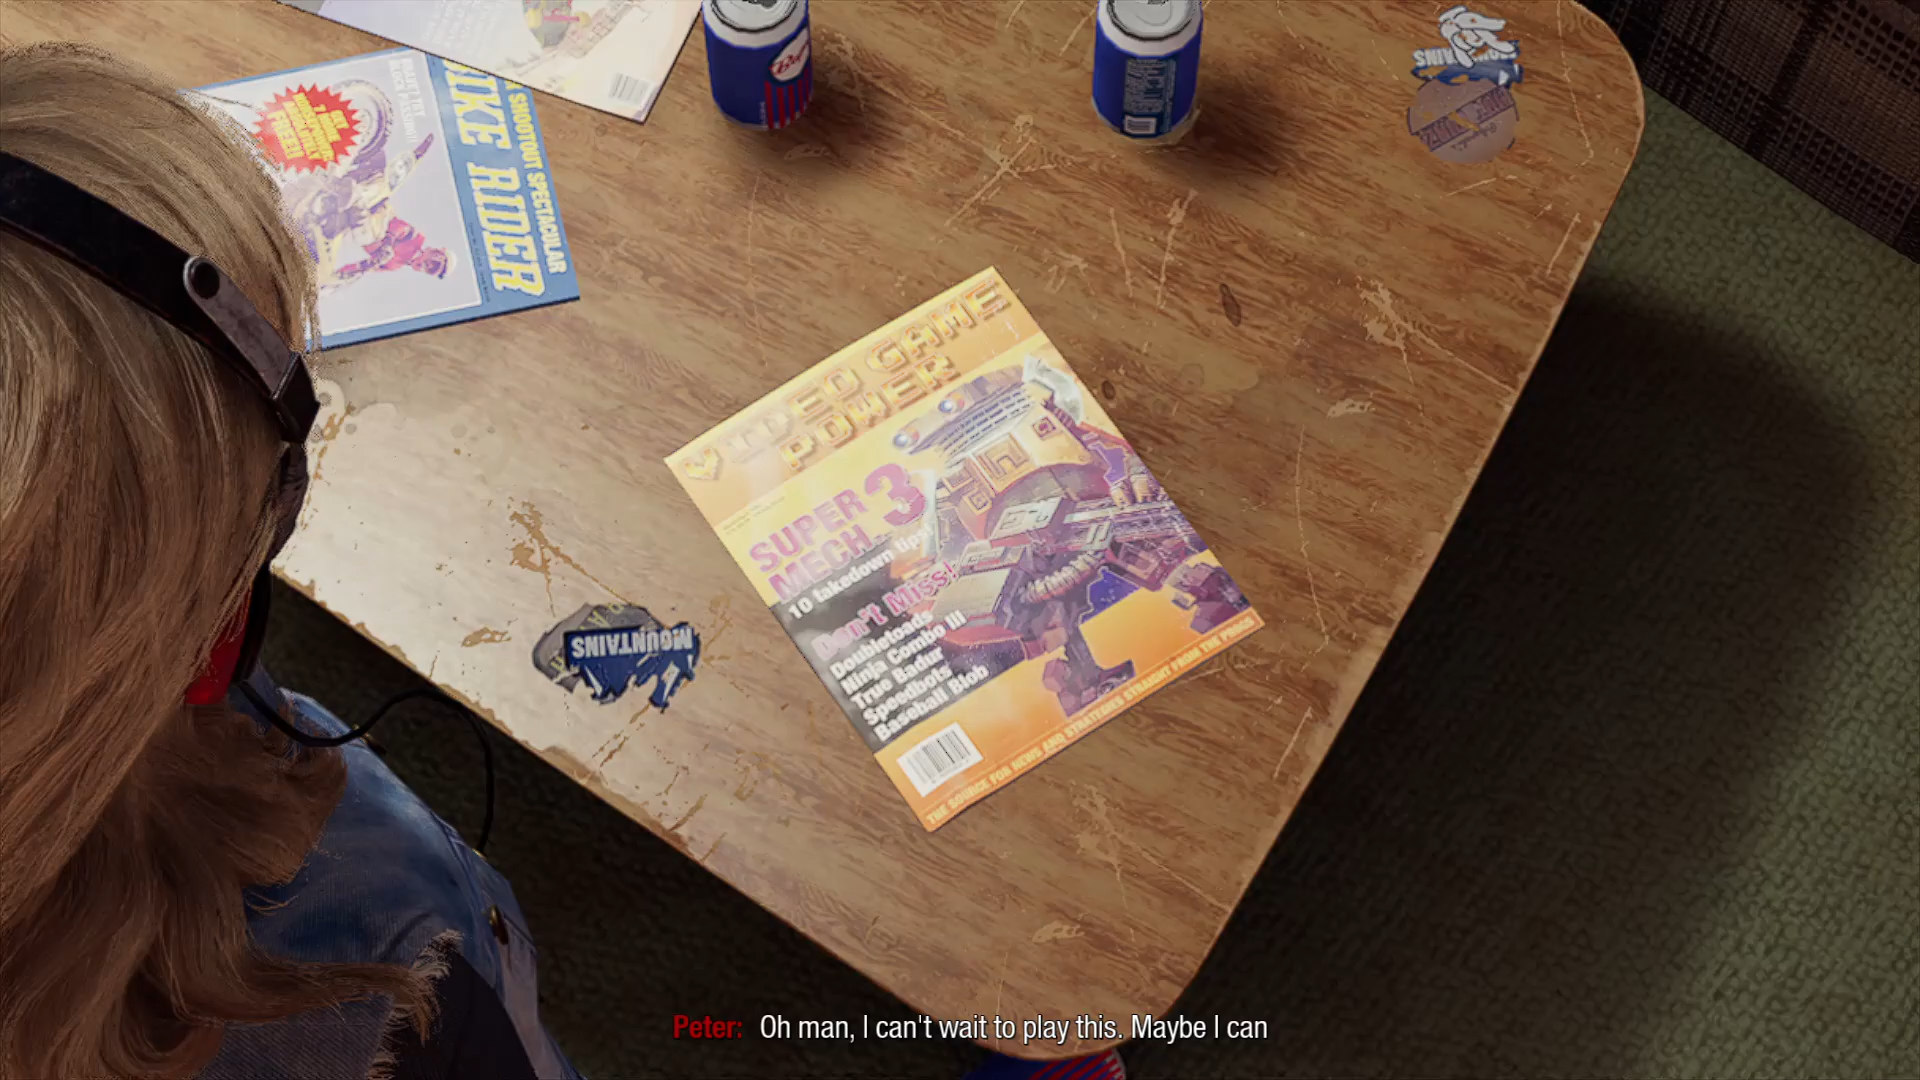 BIKE RIDER
A SHOOTOUT SPECTACULAR
FREE!!
MOUNTAINS
VIDEO GAME
POWER
SUPER
MECH 3
10 takedown tips!
Don't Miss!
Doubletoads
Ninja Combo III
True Badur
Speedbots
Baseball Blob
THE SOURCE FOR NEWS AND STRATEGIES STRAIGHT FROM THE PROS
MOUNTAINS
Peter: Oh man, I can't wait to play this. Maybe I can